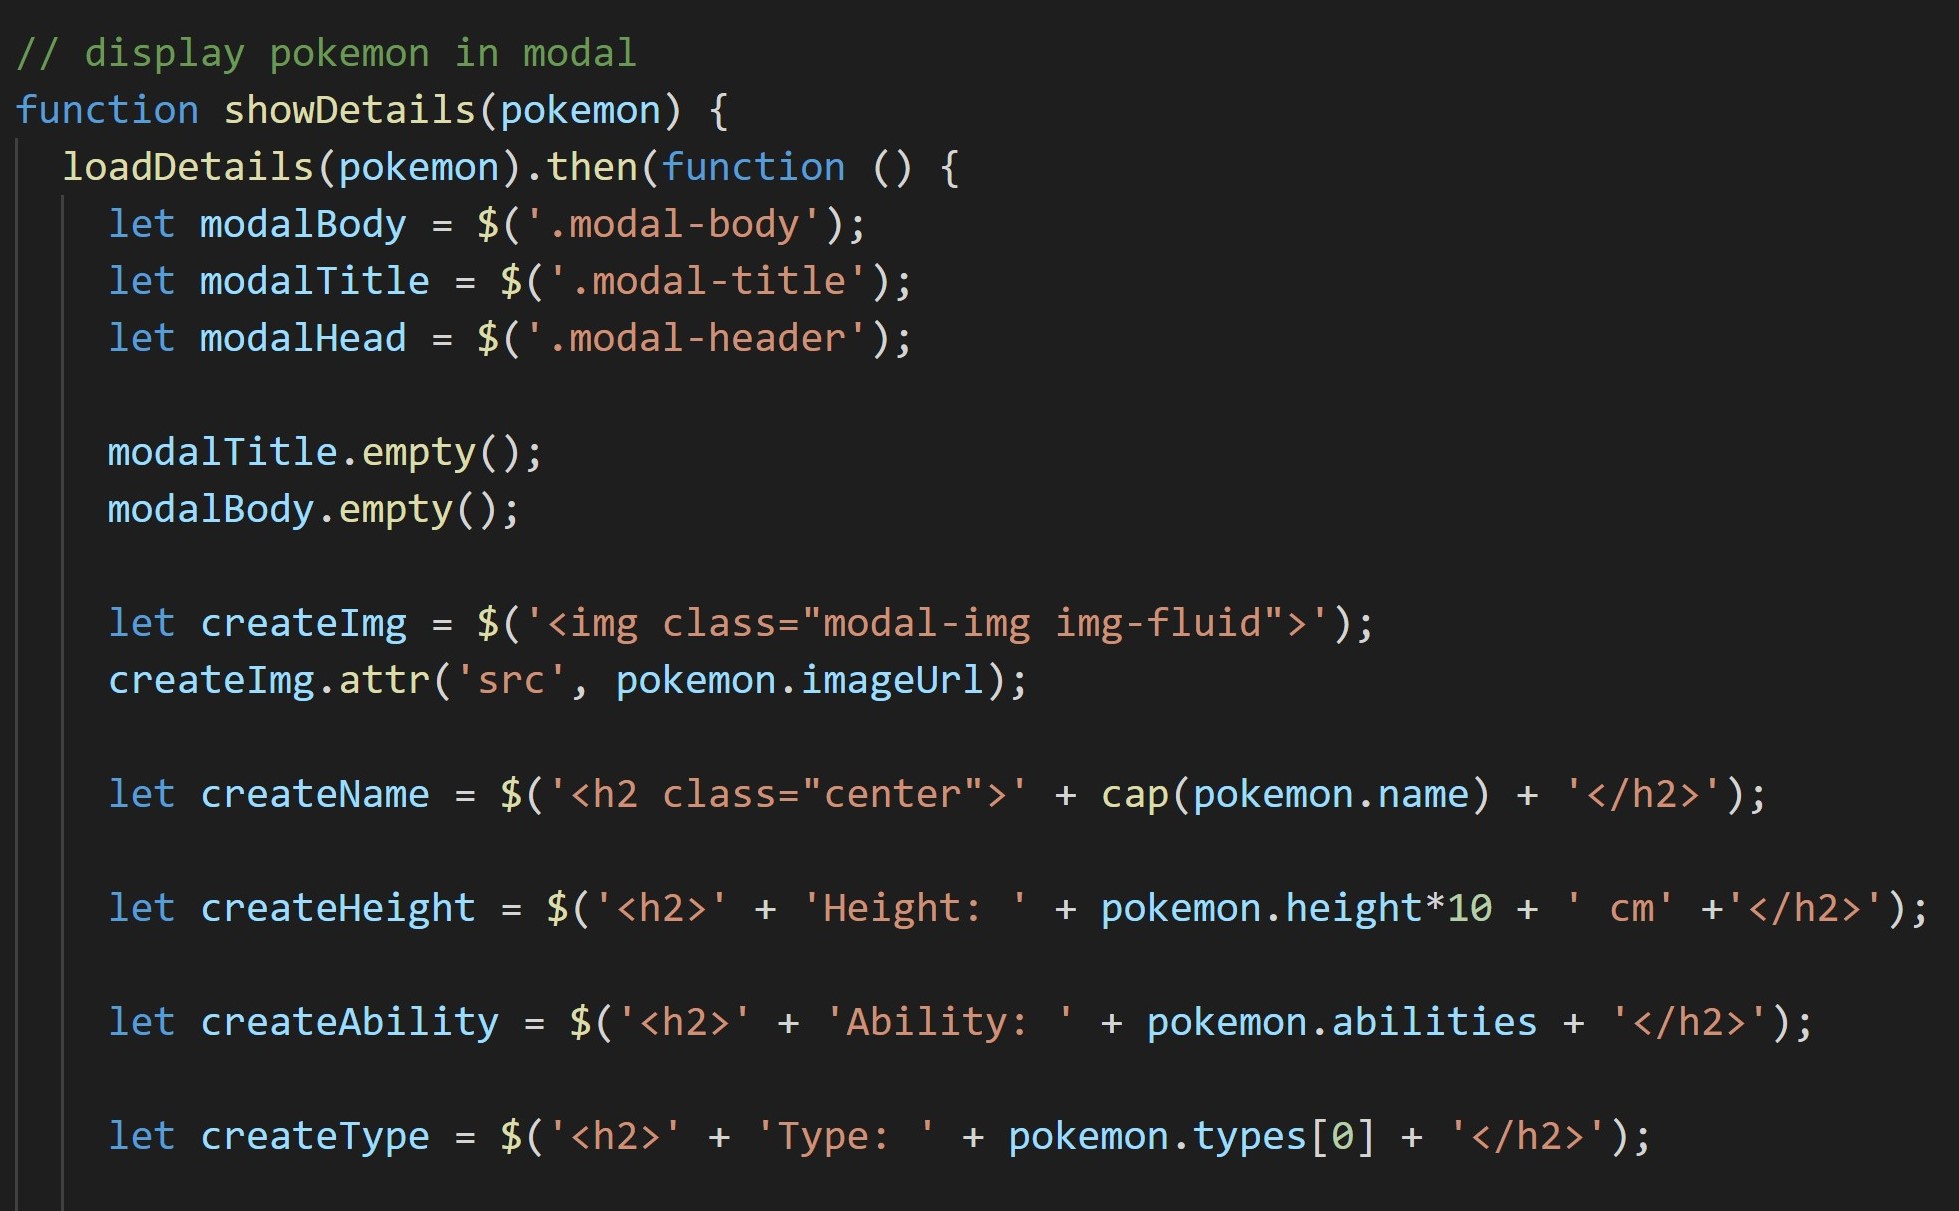 // display pokemon in modal
function showDetails(pokemon) {
  loadDetails(pokemon).then(function () {
    let modalBody = $('.modal-body');
    let modalTitle = $('.modal-title');
    let modalHead = $('.modal-header');

    modalTitle.empty();
    modalBody.empty();

    let createImg = $('<img class="modal-img img-fluid">');
    createImg.attr('src', pokemon.imageUrl);

    let createName = $('<h2 class="center">' + cap(pokemon.name) + '</h2>');

    let createHeight = $('<h2>' + 'Height: ' + pokemon.height*10 + ' cm' +'</h2>');

    let createAbility = $('<h2>' + 'Ability: ' + pokemon.abilities + '</h2>');

    let createType = $('<h2>' + 'Type: ' + pokemon.types[0] + '</h2>');